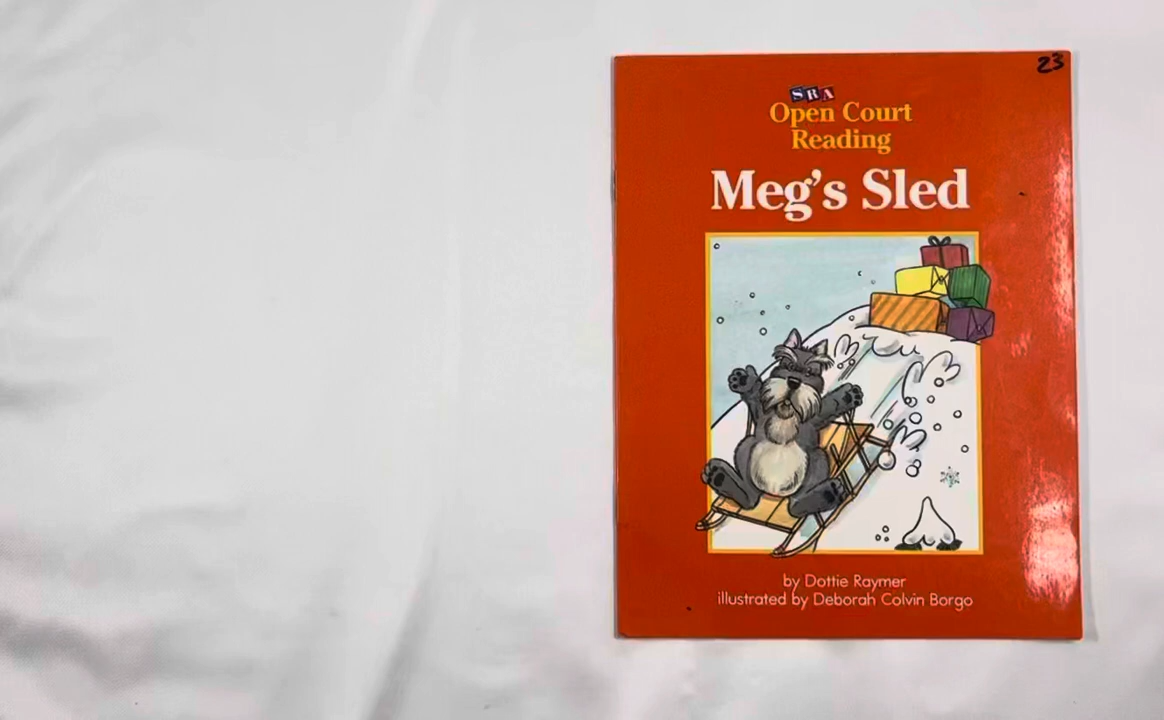 23
SRA
Open Court
Reading
Meg's Sled
by Dottie Raymer
illustrated by Deborah Colvin Borgo